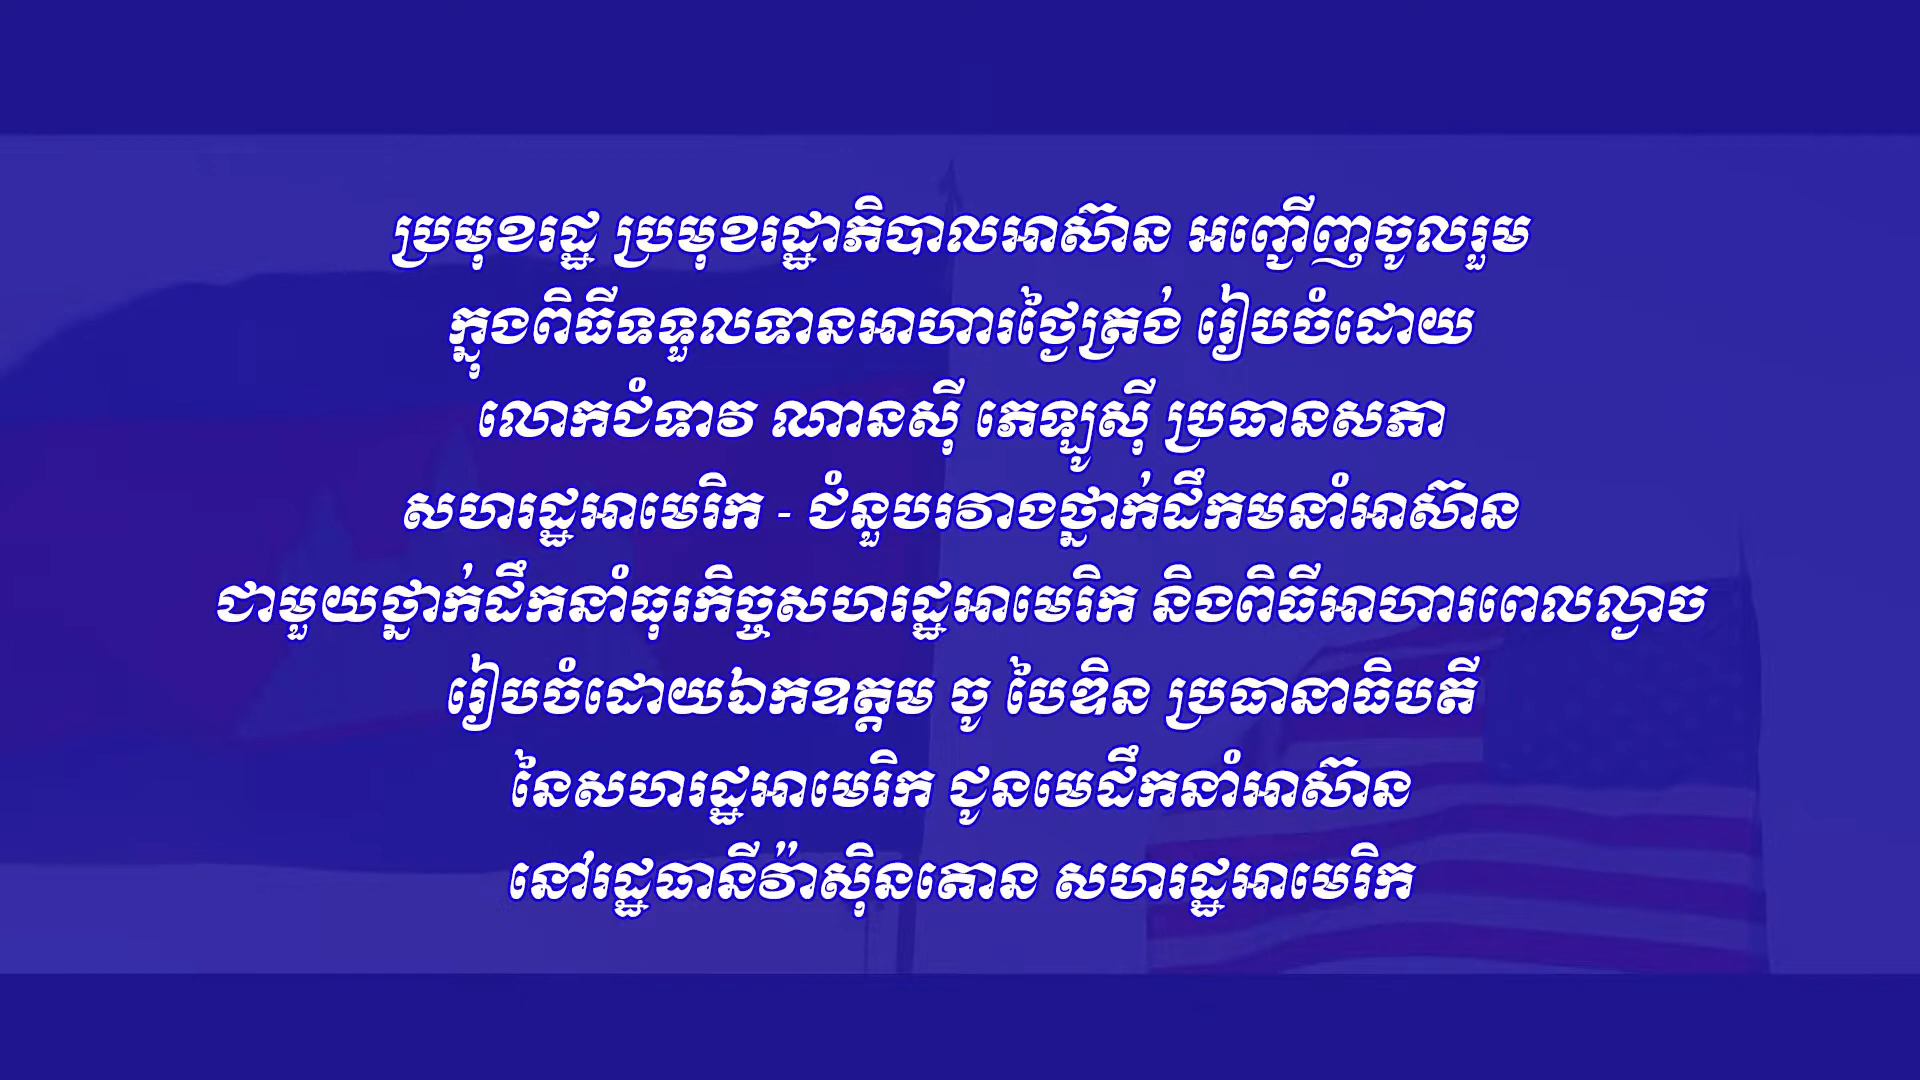 ប្រមុខរដ្ឋ ប្រមុខរដ្ឋាភិបាលអាស៊ាន អញ្ជើញចូលរួម
ក្នុងពិធីទទួលទានអាហារថ្ងៃត្រង់ រៀបចំដោយ
លោកជំទាវ ណានស៊ី ភេឡូស៊ី ប្រធានសភា
សហរដ្ឋអាមេរិក - ជំនួបរវាងថ្នាក់ដឹកមនាំអាស៊ាន
ជាមួយថ្នាក់ដឹកនាំធុរកិច្ចសហរដ្ឋអាមេរិក និងពិធីអាហារពេលល្ងាច
រៀបចំដោយឯកឧត្តម ចូ បៃឌិន ប្រធានាធិបតី
នៃសហរដ្ឋអាមេរិក ជូនមេដឹកនាំអាស៊ាន
នៅរដ្ឋធានីវ៉ាស៊ិនតោន សហរដ្ឋអាមេរិក